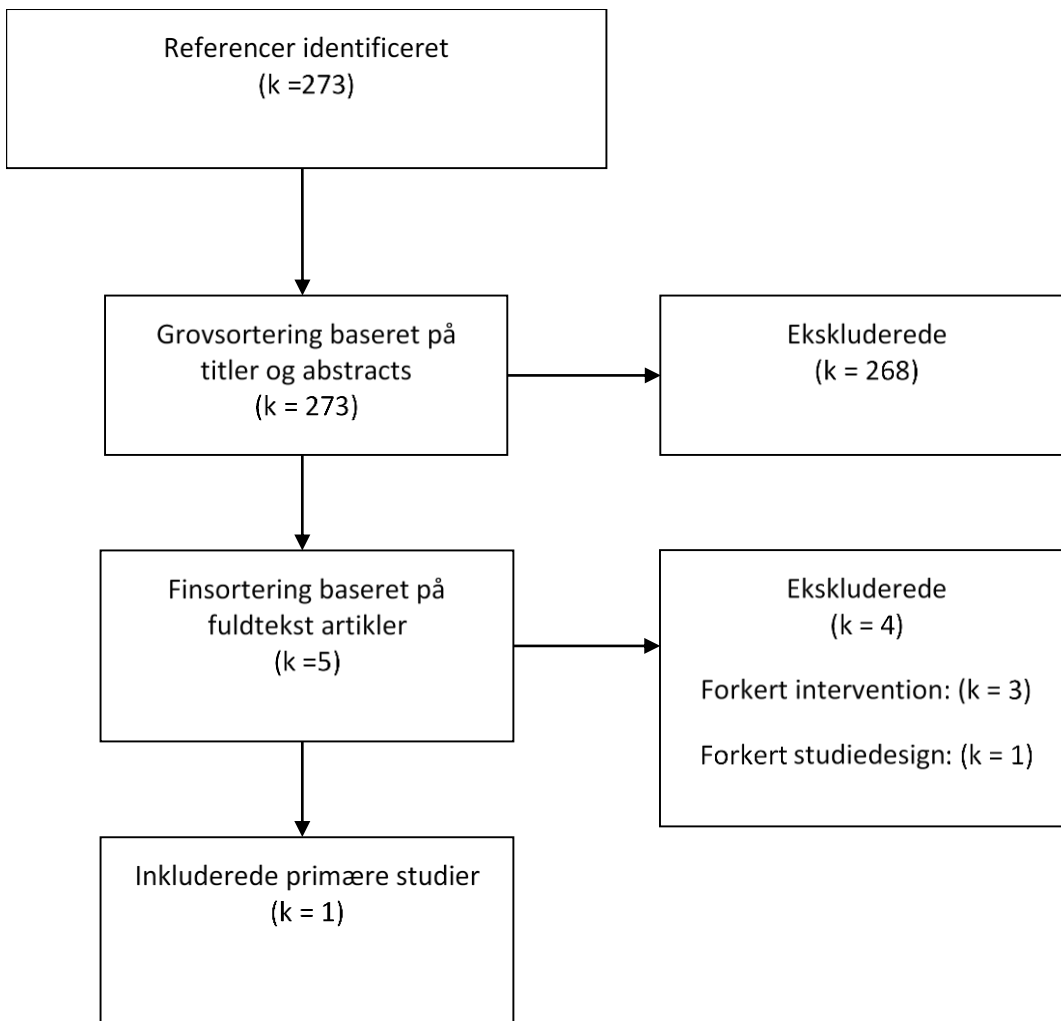 Referencer identificeret
(k =273)
Grovsortering baseret på
titler og abstracts
(k = 273)
Ekskluderede
(k = 268)
Finsortering baseret på
fuldtekst artikler
(k =5)
Ekskluderede
(k = 4)
Forkert intervention: (k = 3)
Forkert studiedesign: (k = 1)
Inkluderede primære studier
(k = 1)